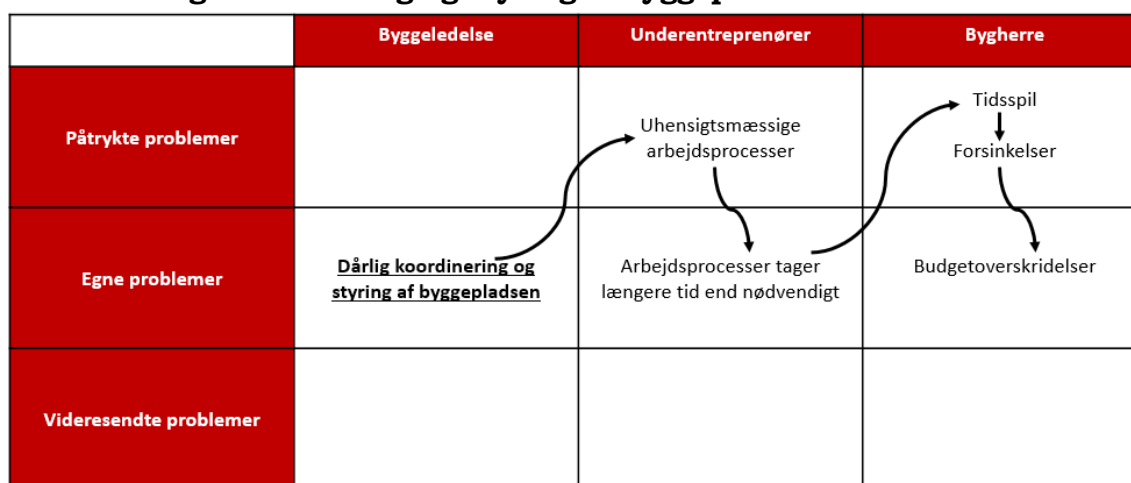 Byggeledelse Underentreprenører Bygherre
Påtrykte problemer
Uhensigtsmæssige
arbejdsprocesser
Tidsspil
Forsinkelser
Egne problemer
Dårlig koordinering og
styring af byggepladsen
Arbejdsprocesser tager
længere tid end nødvendigt
Budgetoverskridelser
Videresendte problemer